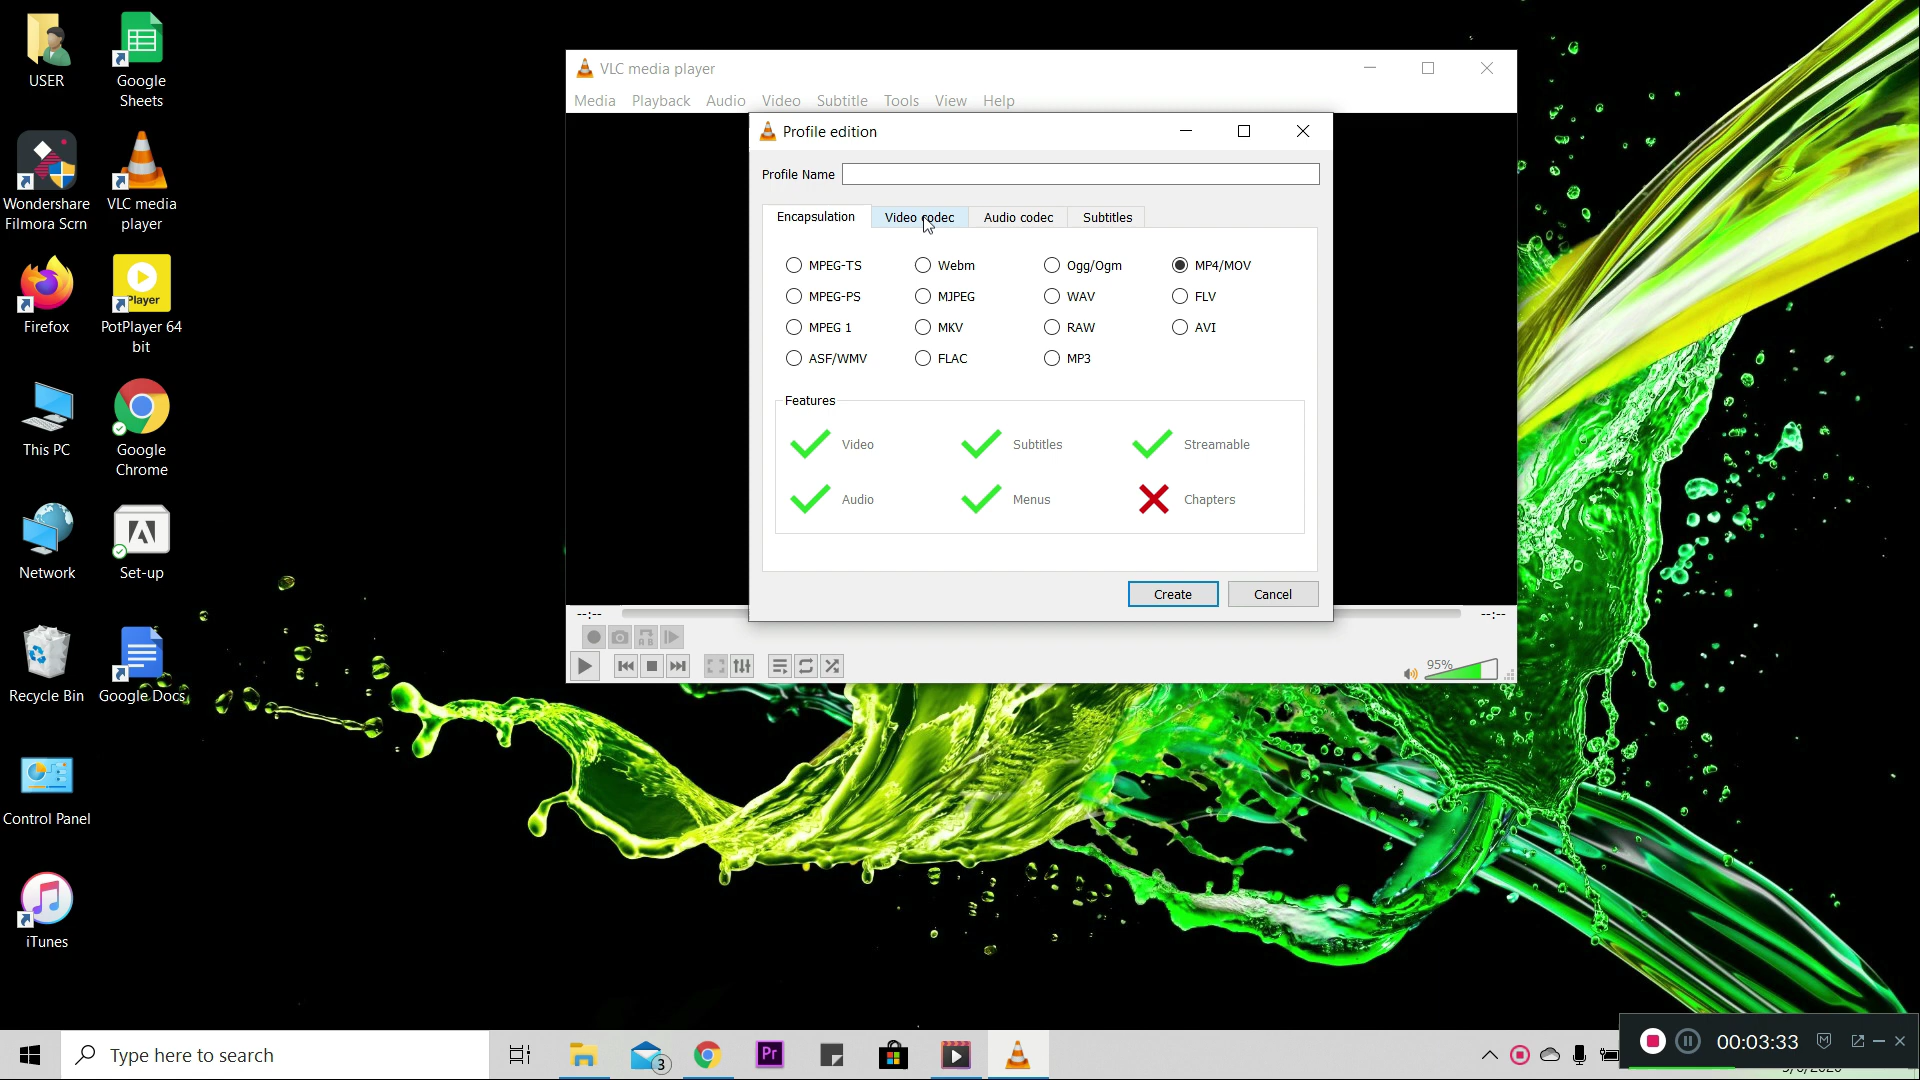 USER
Google
Sheets
Wondershare
Filmora Scrn
VLC media
player
Firefox
Player
PotPlayer 64
bit
This PC
Google
Chrome
Network
Set-up
Recycle Bin
Google Docs
Control Panel
iTunes
VLC media player
Media Playback Audio Video Subtitle Tools View Help
Profile edition
Profile Name
Encapsulation Video codec Audio codec Subtitles
MPEG-TS Webm Ogg/Ogm MP4/MOV
MPEG-PS MJPEG WAV FLV
MPEG 1 MKV RAW AVI
ASF/WMV FLAC MP3
Features
Video Subtitles Streamable
Audio Menus Chapters
Create Cancel
--:-- --:--
A B
95%
Type here to search
3
Pr
00:03:33